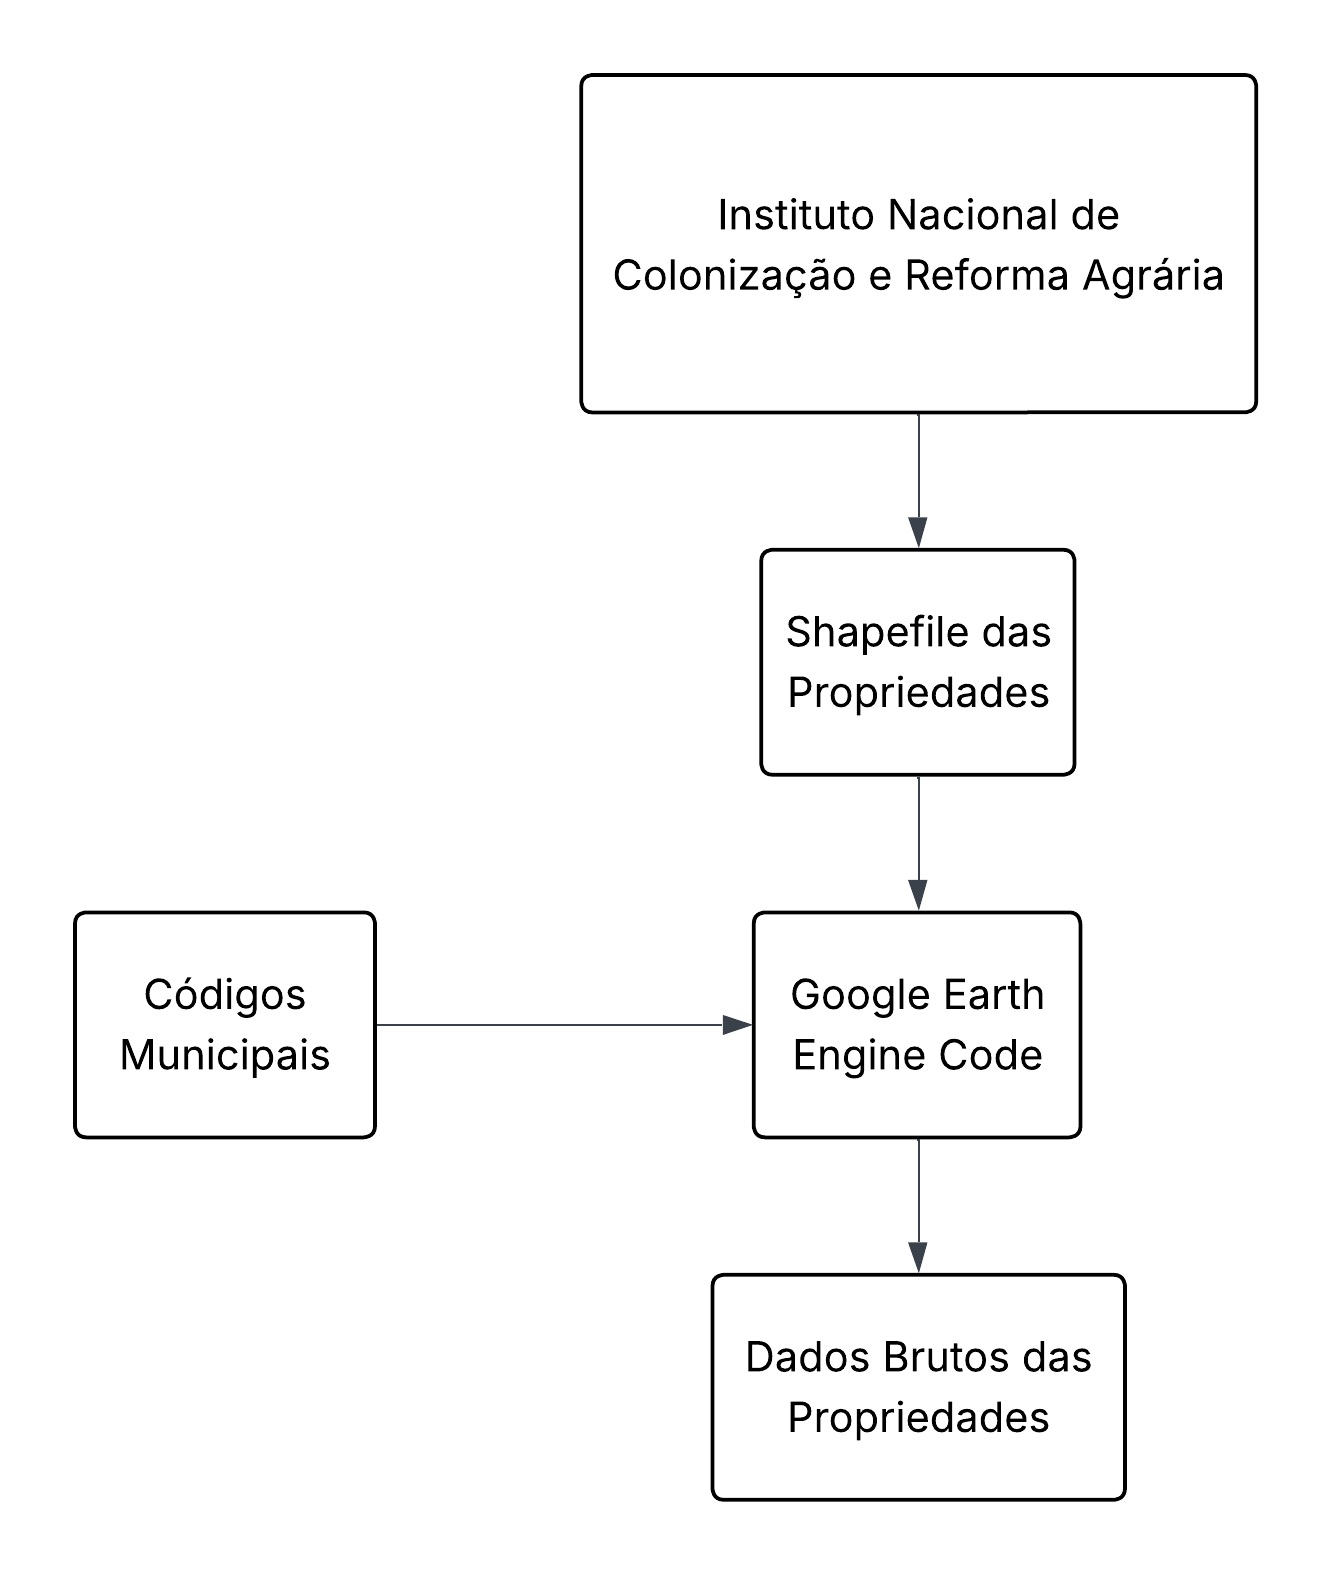 Instituto Nacional de
Colonização e Reforma Agrária
Shapefile das
Propriedades
Códigos
Municipais
Google Earth
Engine Code
Dados Brutos das
Propriedades